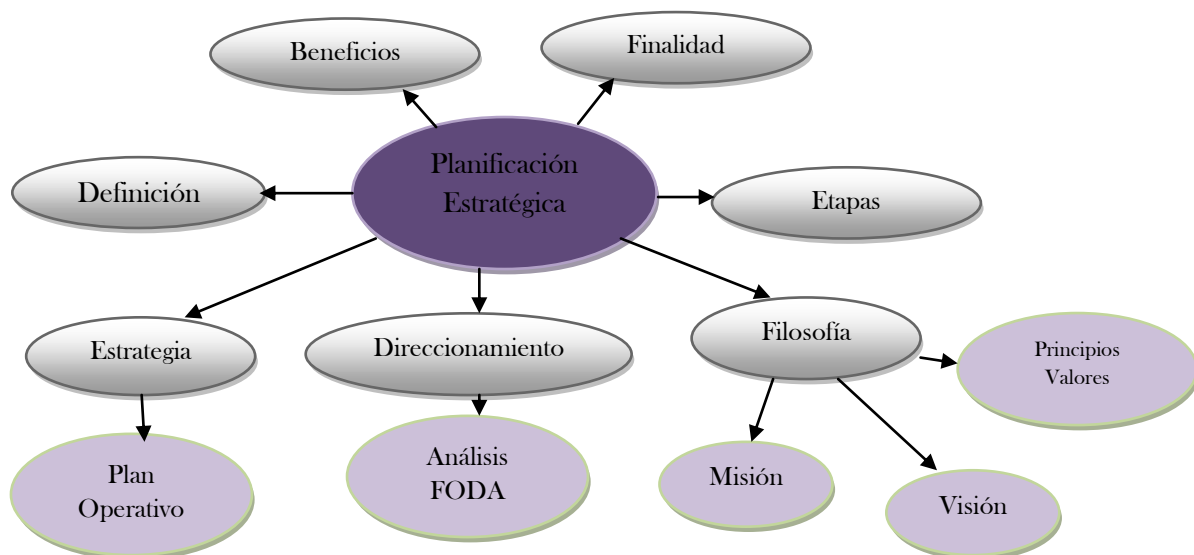 Beneficios
Finalidad
Planificación
Estratégica
Definición
Etapas
Estrategia
Direccionamiento
Filosofía
Principios
Valores
Plan
Operativo
Análisis
FODA
Misión
Visión